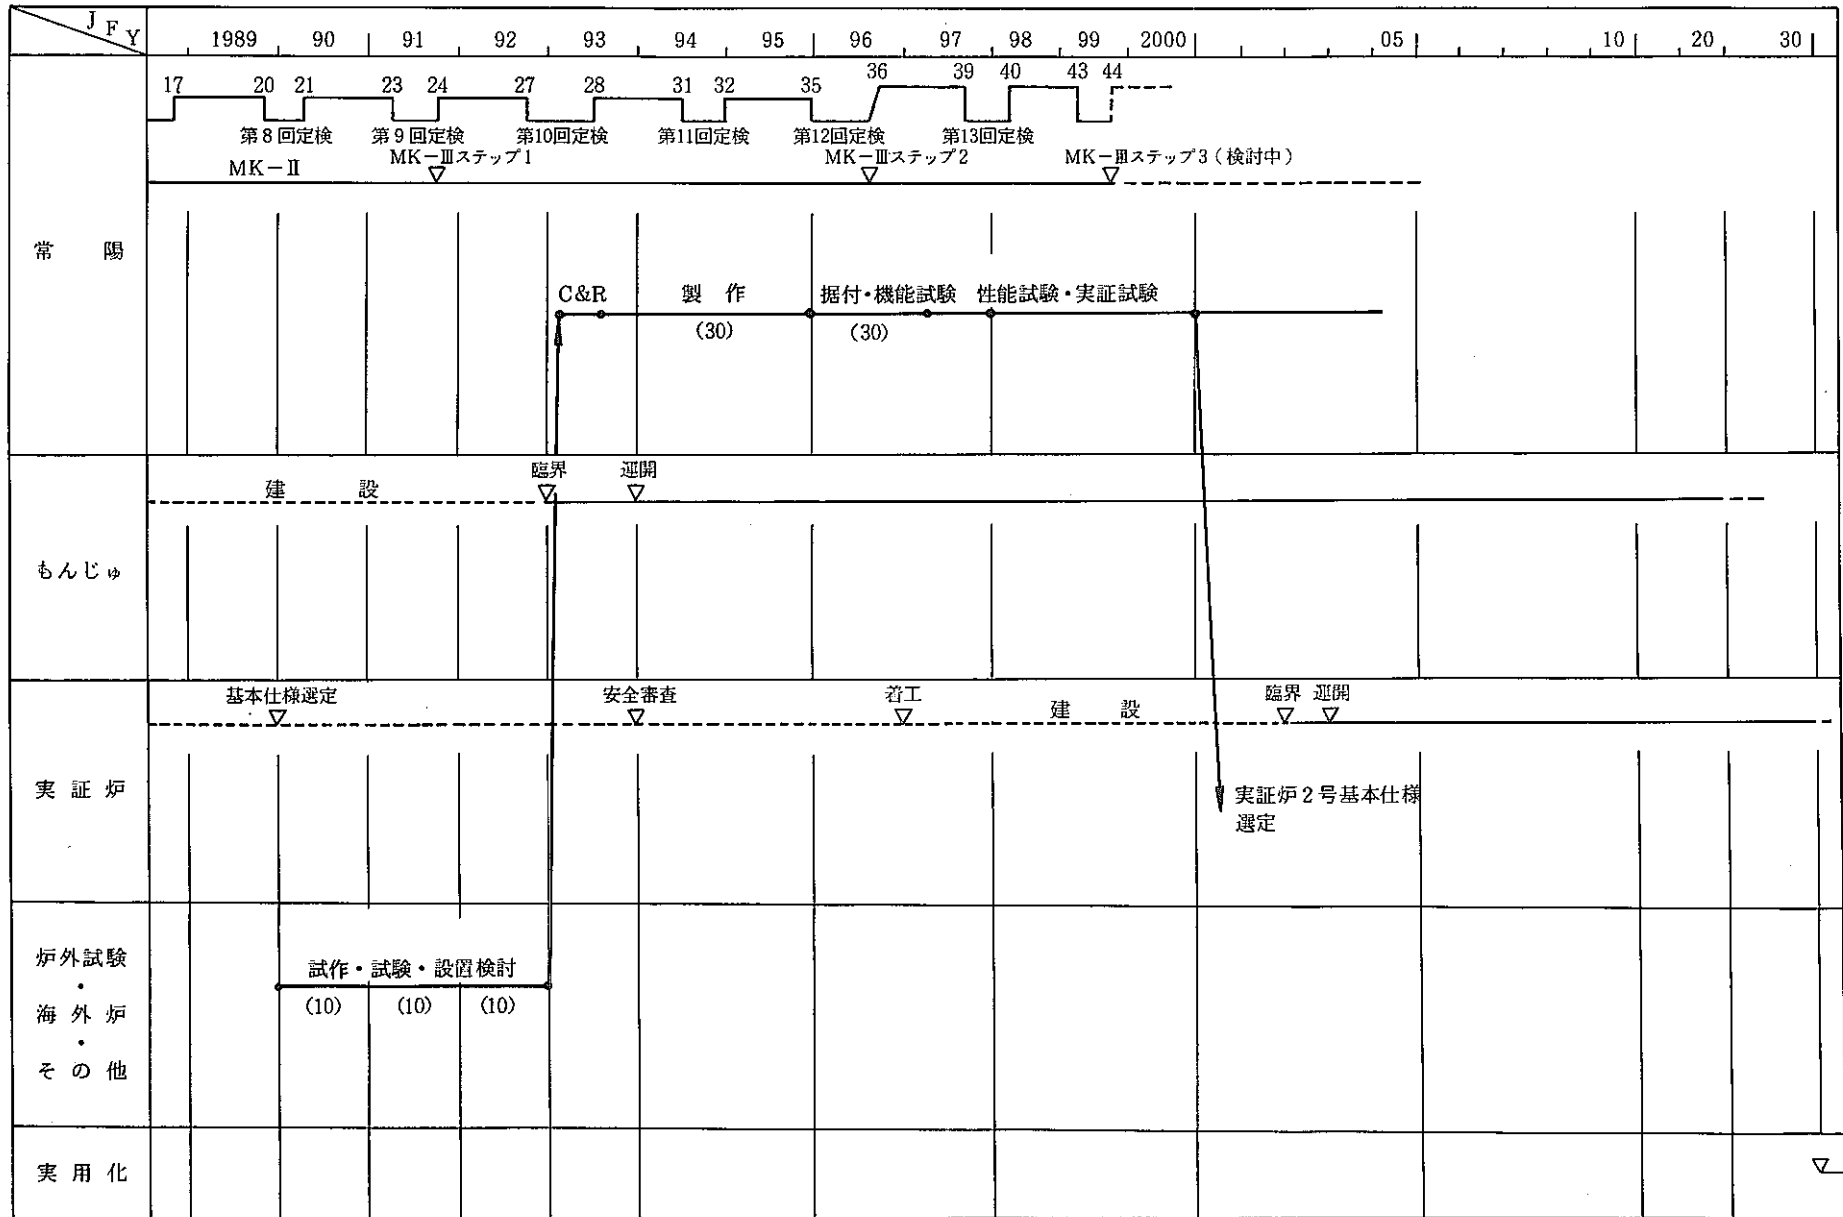 JFY 1989 90 91 92 93 94 95 96 97 98 99 2000 05 10 20 30
17 20 21 23 24 27 28 31 32 35 36 39 40 43 44
第8回定検 第9回定検 第10回定検 第11回定検 第12回定検 第13回定検
MK-Ⅱ MK-Ⅲステップ1 MK-Ⅲステップ2 MK-Ⅲステップ3(検討中)
常陽
C&R 製作 据付・機能試験 性能試験・実証試験
(30) (30)
臨界 運開
建設
もんじゅ
基本仕様選定 安全審査 着工 建設 臨界 運開
実証炉
実証炉2号基本仕様
選定
炉外試験
・
海外炉
・
その他
試作・試験・設置検討
(10) (10) (10)
実用化